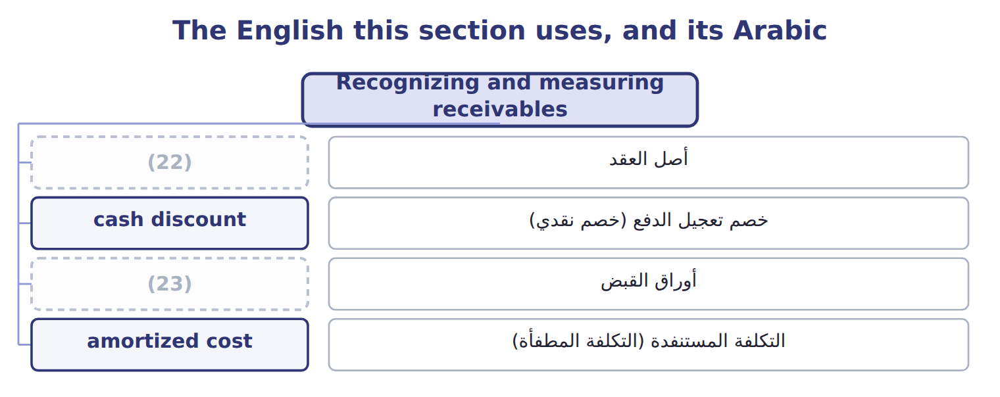 The English this section uses, and its Arabic
Recognizing and measuring
receivables
(22)
أصل العقد
cash discount
خصم تعجيل الدفع (خصم نقدي)
(23)
أوراق القبض
amortized cost
التكلفة المستنفدة (التكلفة المطفأة)